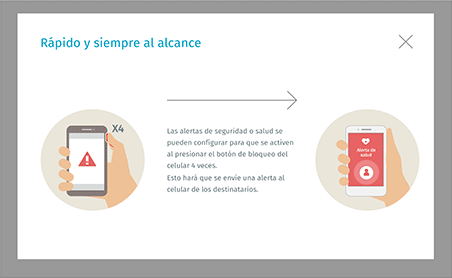 Rápido y siempre al alcance
X4
Las alertas de seguridad o salud se
pueden configurar para que se activen
al presionar el botón de bloqueo del
celular 4 veces.
Esto hará que se envíe una alerta al
celular de los destinatarios.
Alerta de
salud